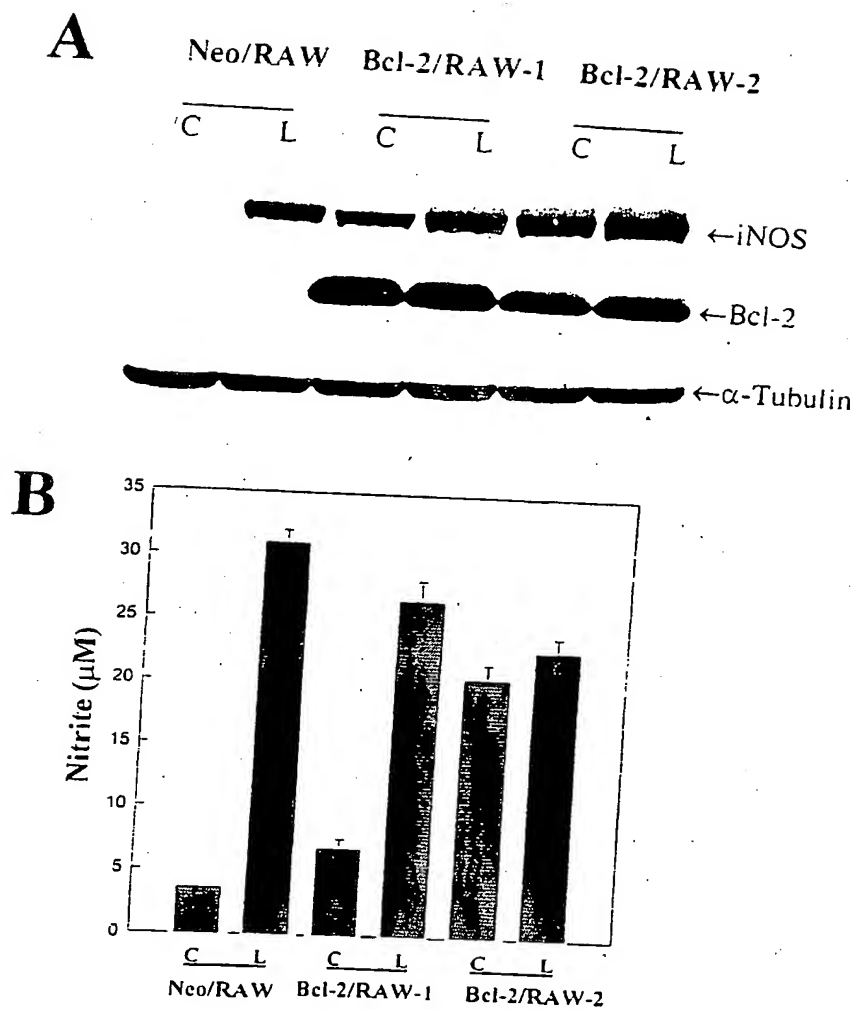 A
Neo/RAW Bcl-2/RAW-1 Bcl-2/RAW-2
C L C L C L
←iNOS
←Bcl-2
←α-Tubulin
B
35
30
25
20
15
10
5
0
Nitrite (μM)
C L C L C L
Neo/RAW Bcl-2/RAW-1 Bcl-2/RAW-2